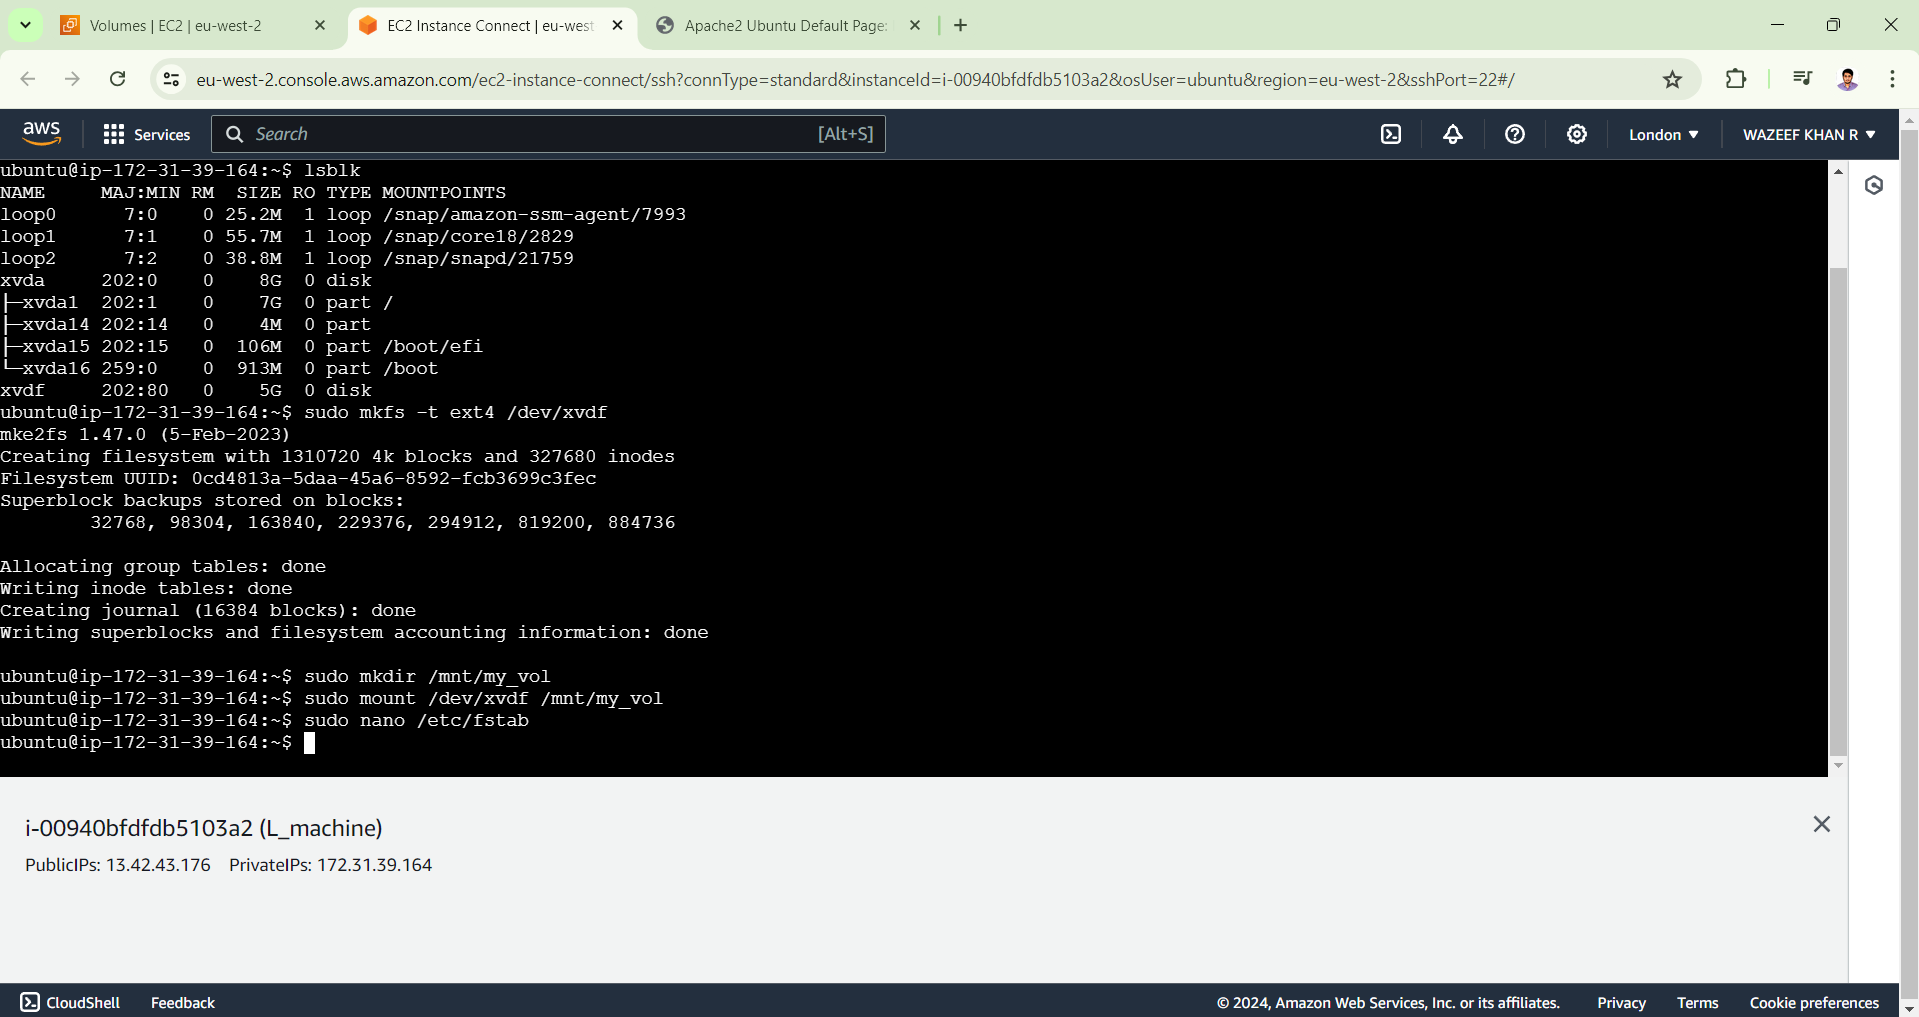 Volumes | EC2 | eu-west-2
EC2 Instance Connect | eu-west
Apache2 Ubuntu Default Page:
eu-west-2.console.aws.amazon.com/ec2-instance-connect/ssh?connType=standard&instanceId=i-00940bfdfdb5103a2&osUser=ubuntu&region=eu-west-2&sshPort=22#/
aws Services Search [Alt+S] London WAZEEF KHAN R
ubuntu@ip-172-31-39-164:~$ lsblk
NAME     MAJ:MIN RM  SIZE RO TYPE MOUNTPOINTS
loop0      7:0    0 25.2M  1 loop /snap/amazon-ssm-agent/7993
loop1      7:1    0 55.7M  1 loop /snap/core18/2829
loop2      7:2    0 38.8M  1 loop /snap/snapd/21759
xvda     202:0    0    8G  0 disk
├─xvda1  202:1    0    7G  0 part /
├─xvda14 202:14   0    4M  0 part
├─xvda15 202:15   0  106M  0 part /boot/efi
└─xvda16 259:0    0  913M  0 part /boot
xvdf     202:80   0    5G  0 disk
ubuntu@ip-172-31-39-164:~$ sudo mkfs -t ext4 /dev/xvdf
mke2fs 1.47.0 (5-Feb-2023)
Creating filesystem with 1310720 4k blocks and 327680 inodes
Filesystem UUID: 0cd4813a-5daa-45a6-8592-fcb3699c3fec
Superblock backups stored on blocks:
        32768, 98304, 163840, 229376, 294912, 819200, 884736
Allocating group tables: done
Writing inode tables: done
Creating journal (16384 blocks): done
Writing superblocks and filesystem accounting information: done
ubuntu@ip-172-31-39-164:~$ sudo mkdir /mnt/my_vol
ubuntu@ip-172-31-39-164:~$ sudo mount /dev/xvdf /mnt/my_vol
ubuntu@ip-172-31-39-164:~$ sudo nano /etc/fstab
ubuntu@ip-172-31-39-164:~$
i-00940bfdfdb5103a2 (L_machine)
PublicIPs: 13.42.43.176 PrivateIPs: 172.31.39.164
CloudShell Feedback © 2024, Amazon Web Services, Inc. or its affiliates. Privacy Terms Cookie preferences